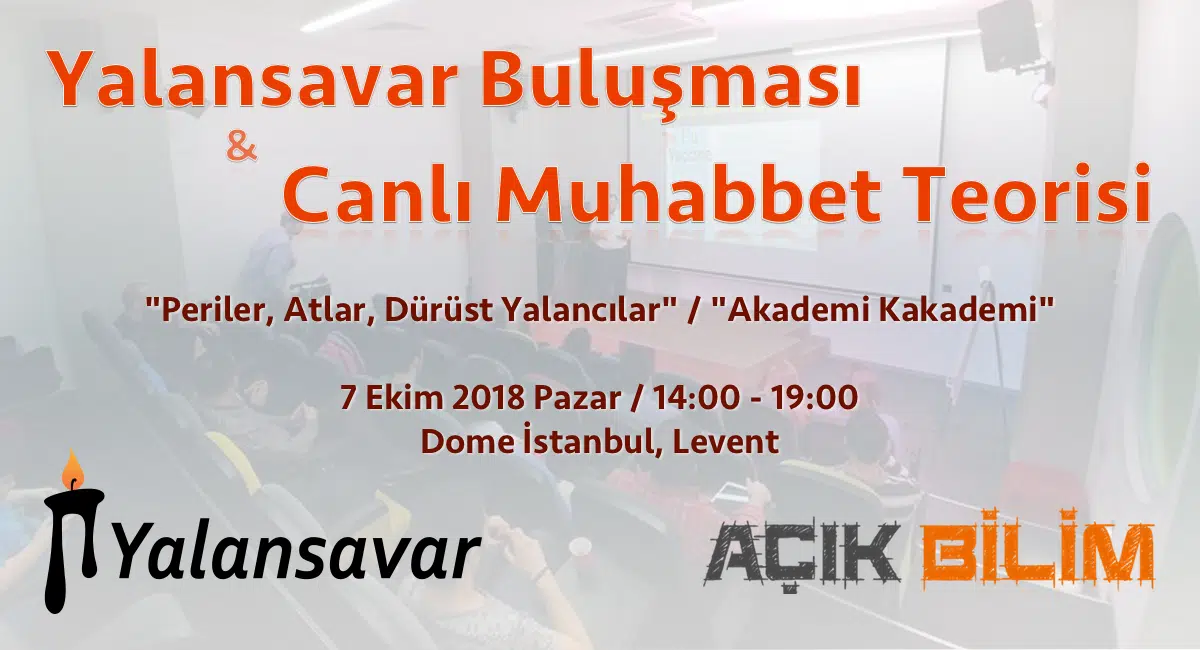 Yalansavar Buluşması
&
Canlı Muhabbet Teorisi
"Periler, Atlar, Dürüst Yalancılar" / "Akademi Kakademi"
7 Ekim 2018 Pazar / 14:00 - 19:00
Dome İstanbul, Levent
Yalansavar
AÇIK BİLİM